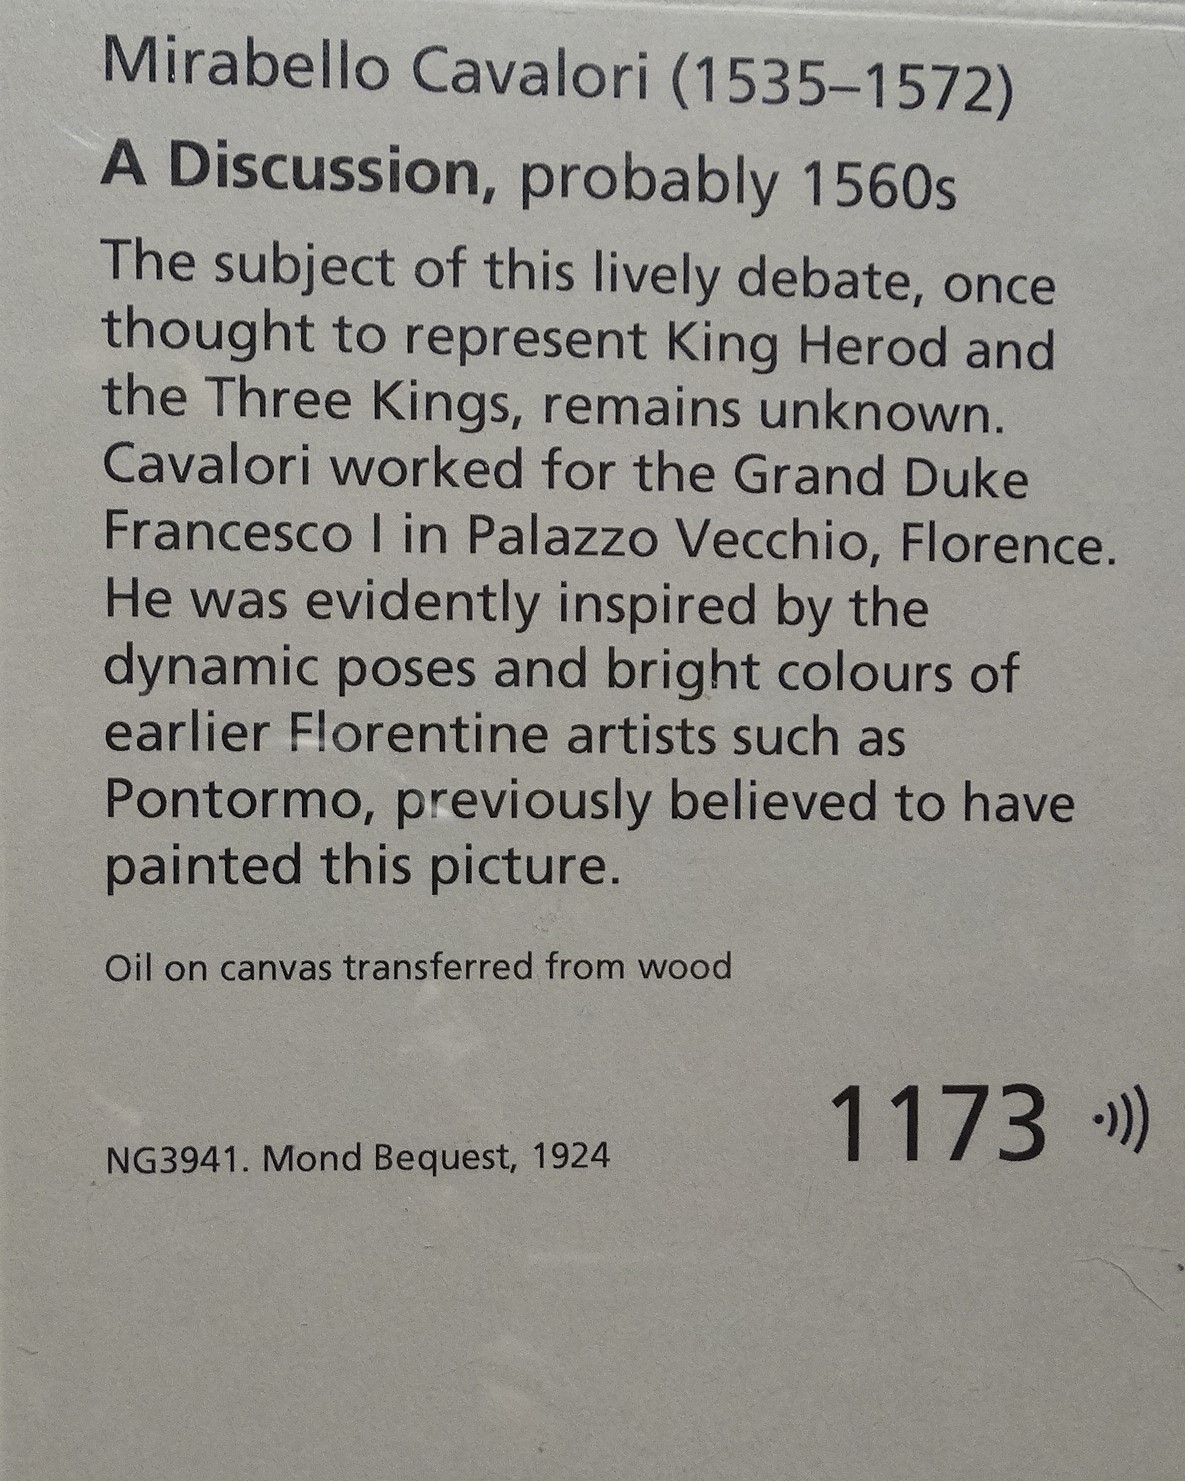 Mirabello Cavalori (1535–1572)
A Discussion, probably 1560s
The subject of this lively debate, once
thought to represent King Herod and
the Three Kings, remains unknown.
Cavalori worked for the Grand Duke
Francesco I in Palazzo Vecchio, Florence.
He was evidently inspired by the
dynamic poses and bright colours of
earlier Florentine artists such as
Pontormo, previously believed to have
painted this picture.
Oil on canvas transferred from wood
1173
NG3941. Mond Bequest, 1924